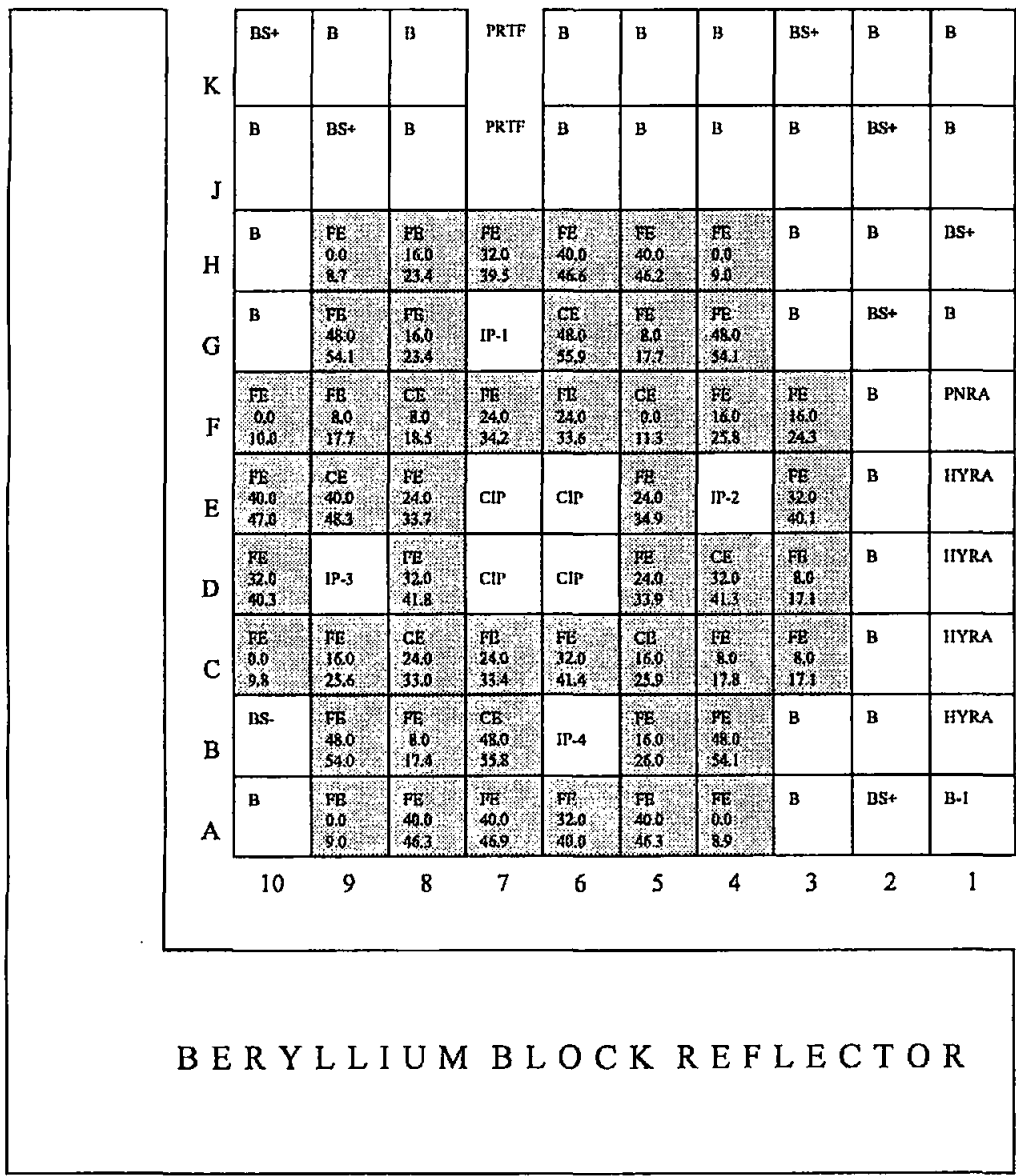 K BS+ B B PRTF B B B BS+ B B
J B BS+ B PRTF B B B B BS+ B
H B FE FE FE FE FE FE B B BS+
0.0 16.0 32.0 40.0 40.0 0.0
8.7 23.4 39.5 46.6 46.2 9.0
G B FE FE IP-1 CE FE FE B BS+ B
48.0 16.0 48.0 8.0 48.0
54.1 23.4 55.9 17.7 54.1
F FE FE CE FE FE CE FE FE B PNRA
0.0 8.0 8.0 24.0 24.0 0.0 16.0 16.0
10.0 17.7 18.5 34.2 33.6 11.3 25.8 24.3
E FE CE FE CIP CIP FE IP-2 FE B HYRA
40.0 40.0 24.0 24.0 32.0
47.0 48.3 33.7 34.9 40.1
D FE IP-3 FE CIP CIP FE CE FE B HYRA
32.0 32.0 24.0 32.0 8.0
40.3 41.8 33.9 41.3 17.1
C FE FE CE FE FE CE FE FE B HYRA
0.0 16.0 24.0 24.0 32.0 16.0 8.0 8.0
9.8 25.6 33.0 33.4 41.4 25.9 17.8 17.1
B BS- FE FE CE IP-4 FE FE B B HYRA
48.0 8.0 48.0 16.0 48.0
54.0 17.4 55.8 26.0 54.1
A B FE FE FE FE FE FE B BS+ B-I
0.0 40.0 40.0 32.0 40.0 0.0
9.0 46.3 46.9 40.0 46.3 8.9
10 9 8 7 6 5 4 3 2 1
BERYLLIUM BLOCK REFLECTOR